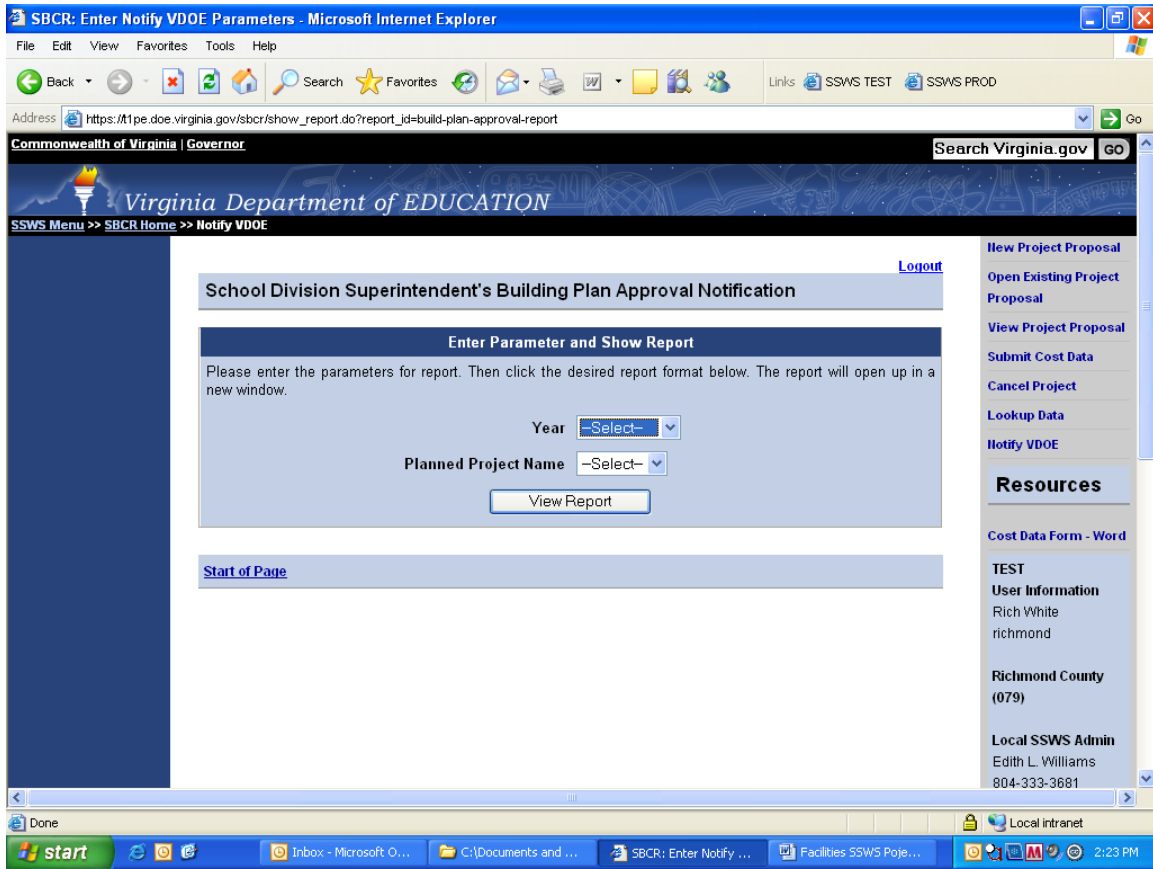 SBCR: Enter Notify VDOE Parameters - Microsoft Internet Explorer
File Edit View Favorites Tools Help
Back Search Favorites Links SSWS TEST SSWS PROD
Address https://t1pe.doe.virginia.gov/sbcr/show_report.do?report_id=build-plan-approval-report Go
Commonwealth of Virginia | Governor
Search Virginia.gov GO
Virginia Department of EDUCATION
SSWS Menu >> SBCR Home >> Notify VDOE
Logout
School Division Superintendent's Building Plan Approval Notification
Enter Parameter and Show Report
Please enter the parameters for report. Then click the desired report format below. The report will open up in a
new window.
Year --Select--
Planned Project Name --Select--
View Report
Start of Page
New Project Proposal
Open Existing Project
Proposal
View Project Proposal
Submit Cost Data
Cancel Project
Lookup Data
Notify VDOE
Resources
Cost Data Form - Word
TEST
User Information
Rich White
richmond
Richmond County
(079)
Local SSWS Admin
Edith L. Williams
804-333-3681
Done
Local intranet
start
Inbox - Microsoft O...
C:\Documents and ...
SBCR: Enter Notify ...
Facilities SSWS Poje...
2:23 PM